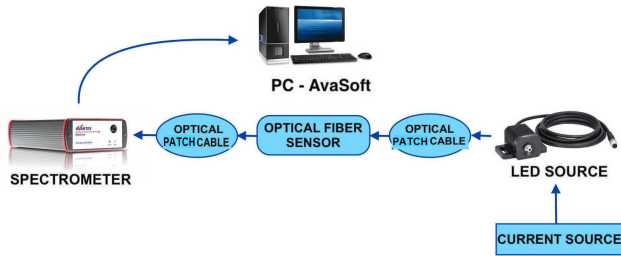 PC - AvaSoft
OPTICAL
PATCH CABLE
OPTICAL FIBER
SENSOR
OPTICAL
PATCH CABLE
SPECTROMETER
LED SOURCE
CURRENT SOURCE